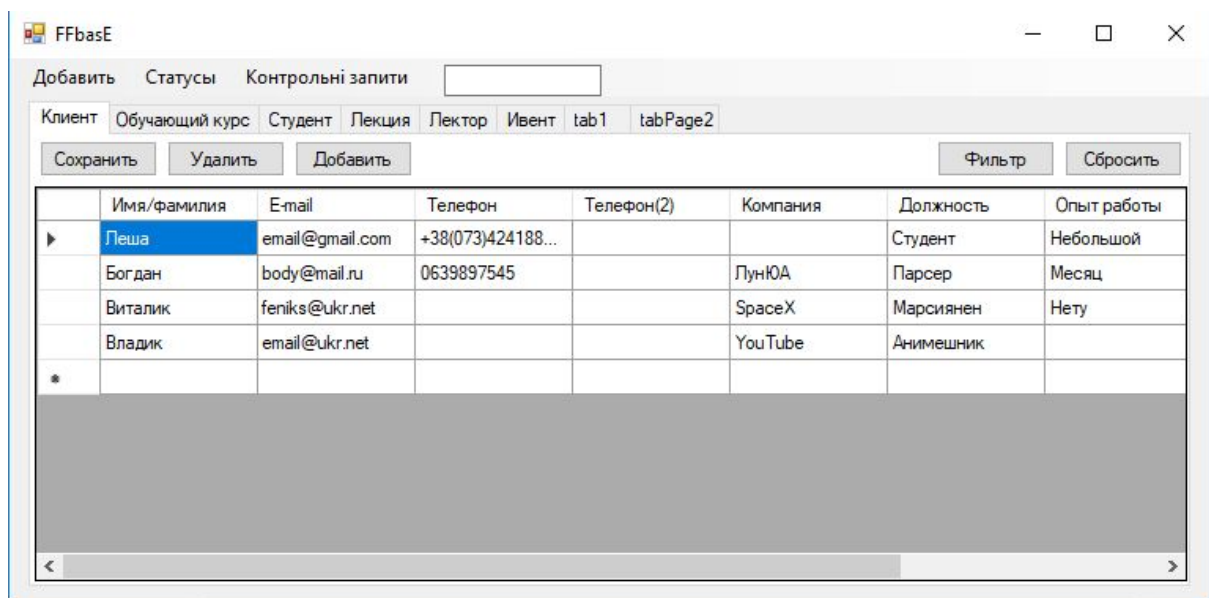 FFbasE
Добавить Статусы Контрольні запити
Клиент Обучающий курс Студент Лекция Лектор Ивент tab1 tabPage2
Сохранить Удалить Добавить Фильтр Сбросить
Имя/фамилия E-mail Телефон Телефон(2) Компания Должность Опыт работы
Леша email@gmail.com +38(073)424188... Студент Небольшой
Богдан body@mail.ru 0639897545 ЛунЮА Парсер Месяц
Виталик feniks@ukr.net SpaceX Марсиянен Нету
Владик email@ukr.net YouTube Анимешник